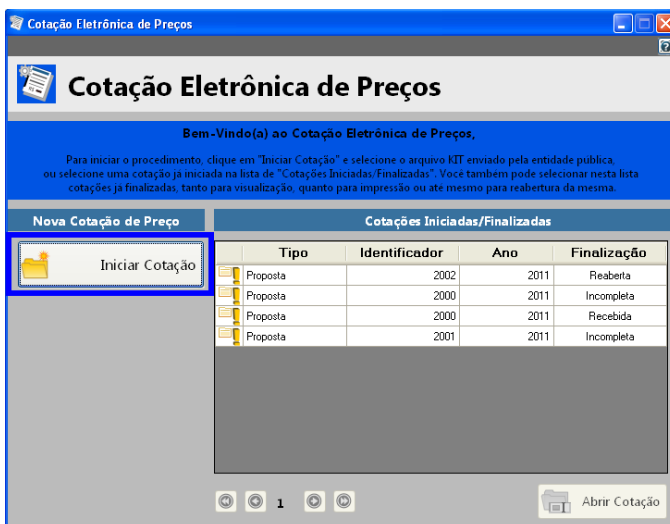 Cotação Eletrônica de Preços
?
Cotação Eletrônica de Preços
Bem-Vindo(a) ao Cotação Eletrônica de Preços,
Para iniciar o procedimento, clique em "Iniciar Cotação" e selecione o arquivo KIT enviado pela entidade publica,
ou selecione uma cotação já iniciada na lista de "Cotações Iniciadas/Finalizadas". Você também pode selecionar nesta lista
cotações já finalizadas, tanto para visualização, quanto para impressão ou até mesmo para reabertura da mesma.
Nova Cotação de Preço
Iniciar Cotação
Cotações Iniciadas/Finalizadas
Tipo Identificador Ano Finalização
Proposta 2002 2011 Reaberta
Proposta 2000 2011 Incompleta
Proposta 2000 2011 Recebida
Proposta 2001 2011 Incompleta
1
Abrir Cotação